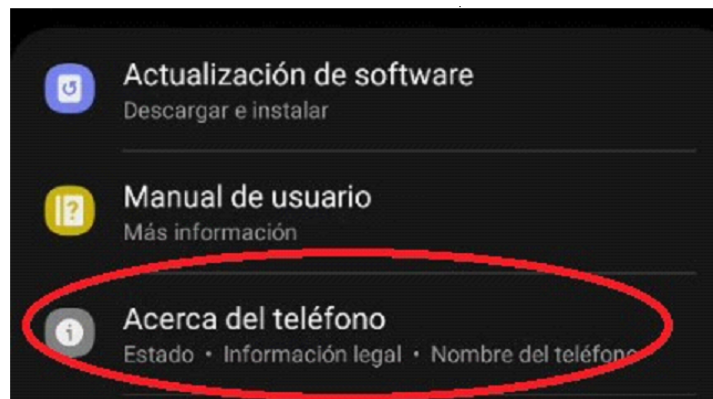 Actualización de software
Descargar e instalar
Manual de usuario
Más información
Acerca del teléfono
Estado • Información legal • Nombre del teléfono